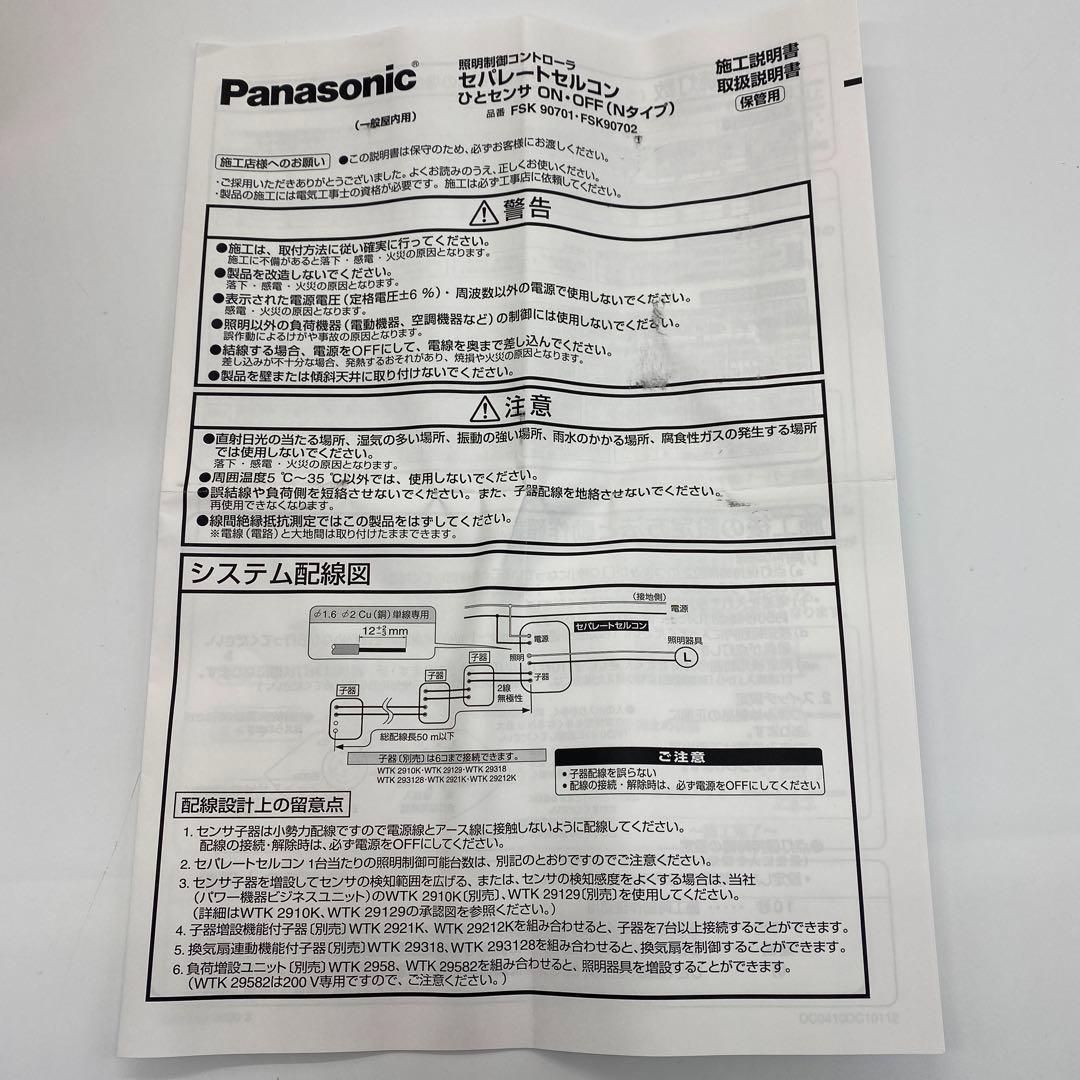 Panasonic®
(一般屋内用)
照明制御コントローラ
セパレートセルコン
ひとセンサ ON・OFF(Nタイプ)
品番 FSK 90701・FSK90702
施工説明書
取扱説明書
保管用
施工店様へのお願い ●この説明書は保守のため、必ずお客様にお渡しください。
・ご採用いただきありがとうございました。よくお読みのうえ、正しくお使いください。
・製品の施工には電気工事士の資格が必要です。施工は必ず工事店に依頼してください。
警告
●施工は、取付方法に従い確実に行ってください。
施工に不備があると落下・感電・火災の原因となります。
●製品を改造しないでください。
落下・感電・火災の原因となります。
●表示された電源電圧(定格電圧±6 %)・周波数以外の電源で使用しないでください。
感電・火災の原因となります。
●照明以外の負荷機器(電動機器、空調機器など)の制御には使用しないでください。
誤作動によるけがや事故の原因となります。
●結線する場合、電源をOFFにして、電線を奥まで差し込んでください。
差し込みが不十分な場合、発熱するおそれがあり、焼損や火災の原因となります。
●製品を壁または傾斜天井に取り付けないでください。
注意
●直射日光の当たる場所、湿気の多い場所、振動の強い場所、雨水のかかる場所、腐食性ガスの発生する場所
では使用しないでください。
落下・感電・火災の原因となります。
●周囲温度5 ℃～35 ℃以外では、使用しないでください。
●誤結線や負荷側を短絡させないでください。また、子器配線を地絡させないでください。
再使用できなくなります。
●線間絶縁抵抗測定ではこの製品をはずしてください。
※電線(電路)と大地間は取り付けたままできます。
システム配線図
φ1.6 φ2 Cu(銅)単線専用
12 +2 -3 mm
(接地側)
電源
セパレートセルコン
電源
照明
子器
照明器具
L
子器
子器
子器
2線
無極性
総配線長50 m以下
子器〔別売〕は6コまで接続できます。
WTK 2910K・WTK 29129・WTK 29318
WTK 293128・WTK 2921K・WTK 29212K
ご注意
●子器配線を誤らない
●配線の接続・解除時は、必ず電源をOFFにしてください
配線設計上の留意点
1. センサ子器は小勢力配線ですので電源線とアース線に接触しないように配線してください。
配線の接続・解除時は、必ず電源をOFFにしてください。
2. セパレートセルコン 1台当たりの照明制御可能台数は、別記のとおりですのでご注意ください。
3. センサ子器を増設してセンサの検知範囲を広げる、または、センサの検知感度をよくする場合は、当社
(パワー機器ビジネスユニット)のWTK 2910K〔別売〕、WTK 29129〔別売〕を使用してください。
(詳細はWTK 2910K、WTK 29129の承認図を参照ください。)
4. 子器増設機能付子器〔別売〕WTK 2921K、WTK 29212Kを組み合わせると、子器を7台以上接続することができます。
5. 換気扇連動機能付子器〔別売〕WTK 29318、WTK 293128を組み合わせると、換気扇を制御することができます。
6. 負荷増設ユニット〔別売〕WTK 2958、WTK 29582を組み合わせると、照明器具を増設することができます。
(WTK 29582は200 V専用ですので、ご注意ください。)